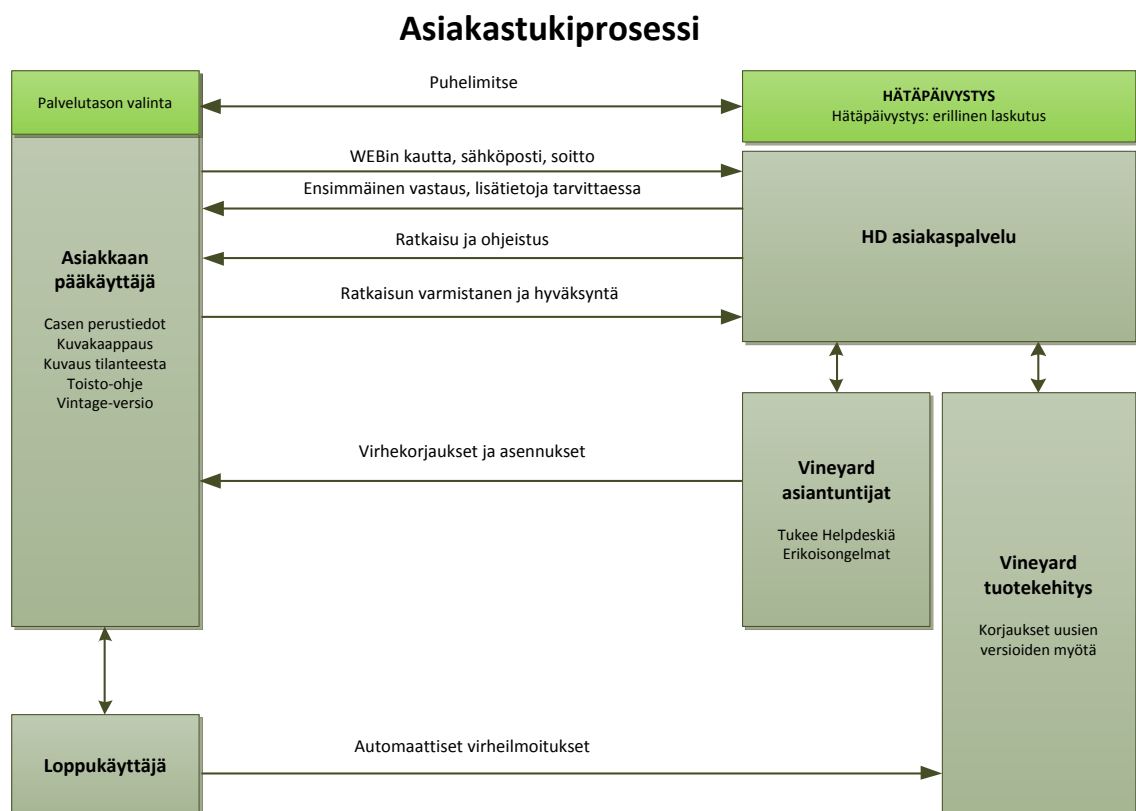 Asiakastukiprosessi
Palvelutason valinta
Puhelimitse
HÄTÄPÄIVYSTYS
Hätäpäivystys: erillinen laskutus
WEBin kautta, sähköposti, soitto
Ensimmäinen vastaus, lisätietoja tarvittaessa
Ratkaisu ja ohjeistus
Ratkaisun varmistanen ja hyväksyntä
HD asiakaspalvelu
Asiakkaan
pääkäyttäjä
Casen perustiedot
Kuvakaappaus
Kuvaus tilanteesta
Toisto-ohje
Vintage-versio
Virhekorjaukset ja asennukset
Vineyard
asiantuntijat
Tukee Helpdeskiä
Erikoisongelmat
Vineyard
tuotekehitys
Korjaukset uusien
versioiden myötä
Loppukäyttäjä
Automaattiset virheilmoitukset